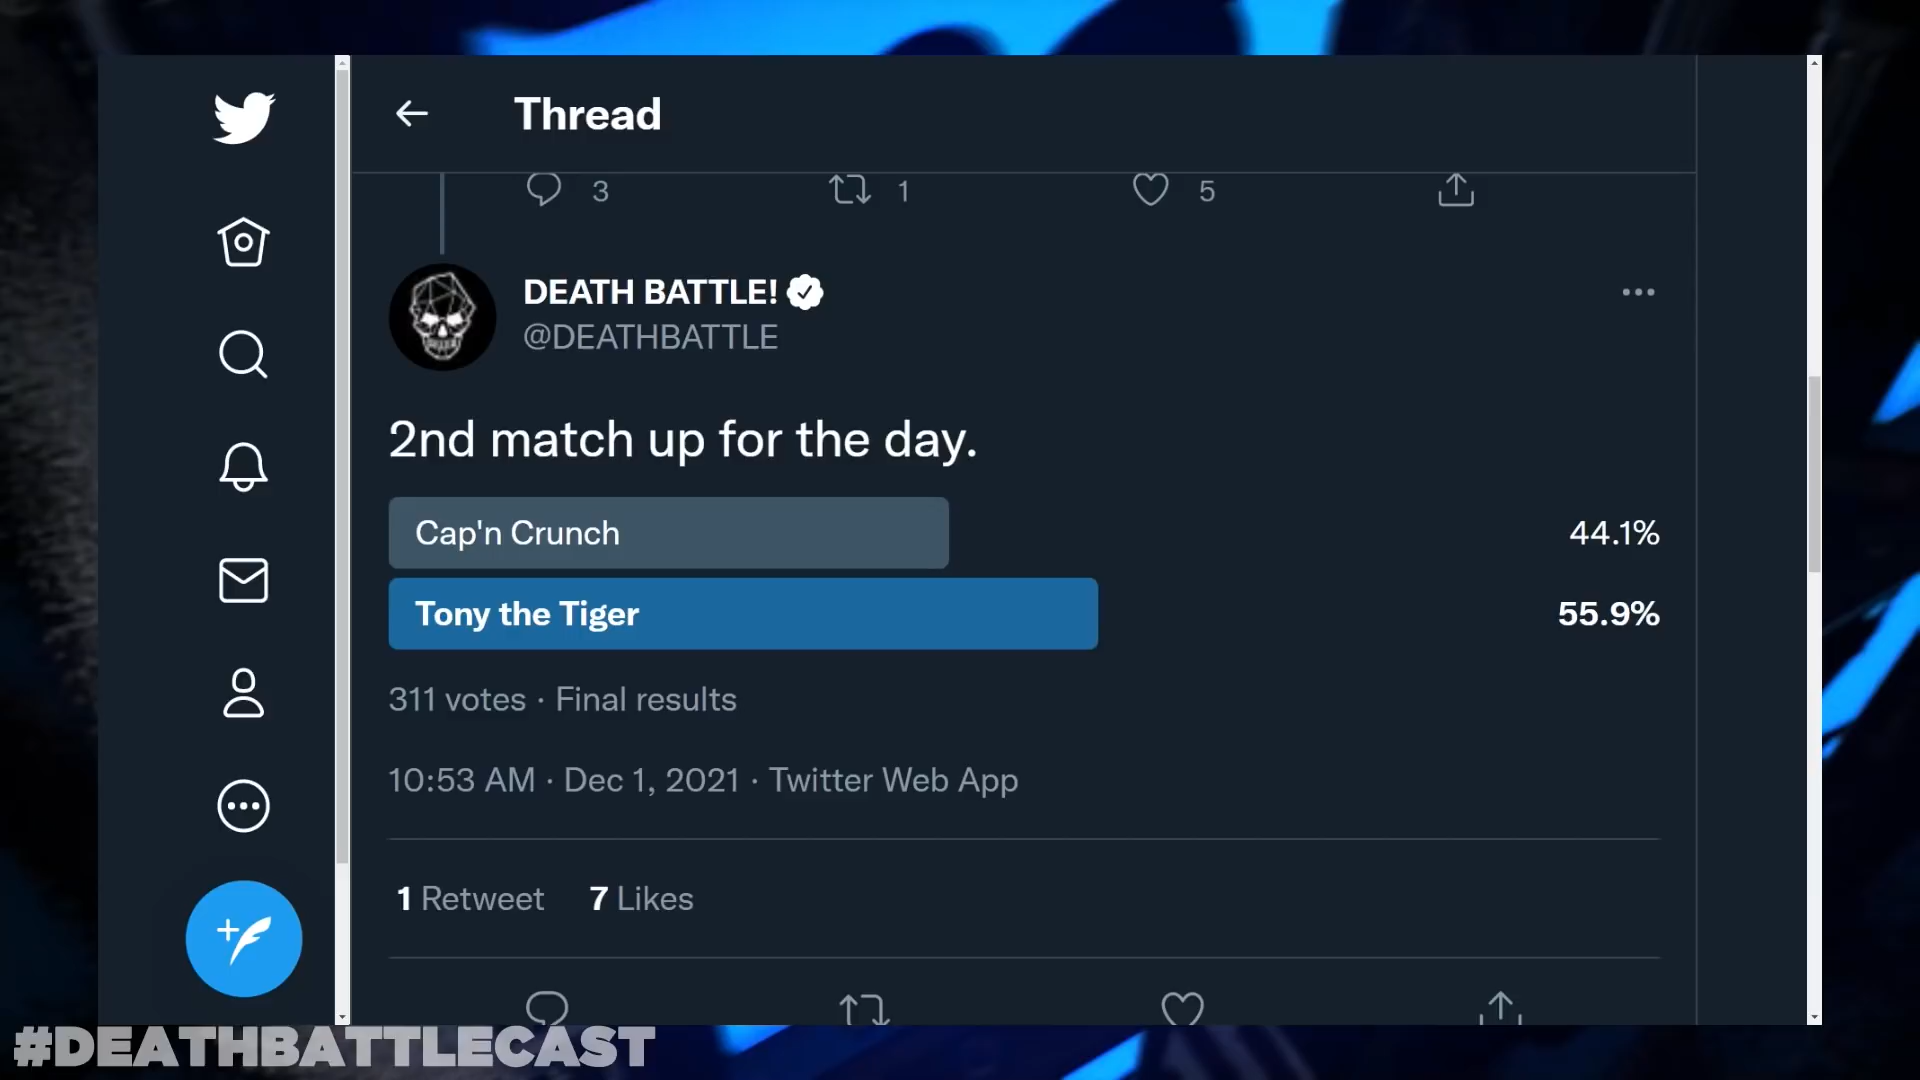 Thread
3 1 5
DEATH BATTLE!
@DEATHBATTLE
2nd match up for the day.
Cap'n Crunch 44.1%
Tony the Tiger 55.9%
311 votes · Final results
10:53 AM · Dec 1, 2021 · Twitter Web App
1 Retweet 7 Likes
#DEATHBATTLECAST